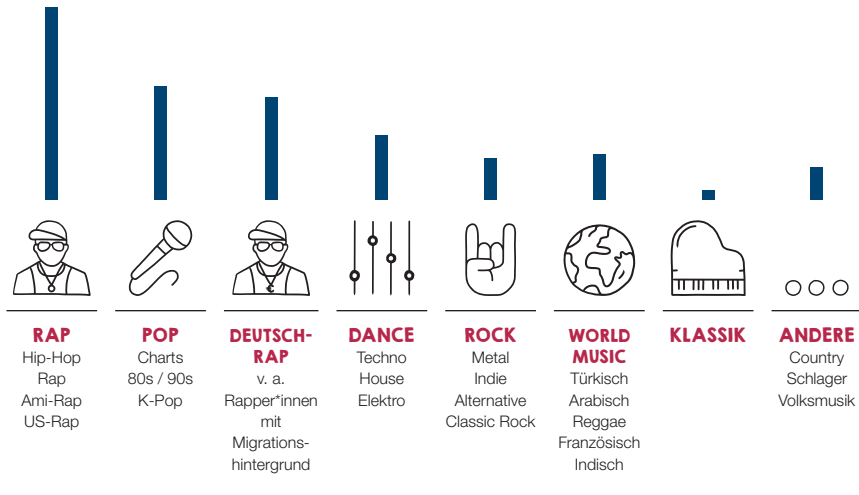 RAP
Hip-Hop
Rap
Ami-Rap
US-Rap
POP
Charts
80s / 90s
K-Pop
DEUTSCH-
RAP
v. a.
Rapper*innen
mit
Migrations-
hintergrund
DANCE
Techno
House
Elektro
ROCK
Metal
Indie
Alternative
Classic Rock
WORLD
MUSIC
Türkisch
Arabisch
Reggae
Französisch
Indisch
KLASSIK
ANDERE
Country
Schlager
Volksmusik